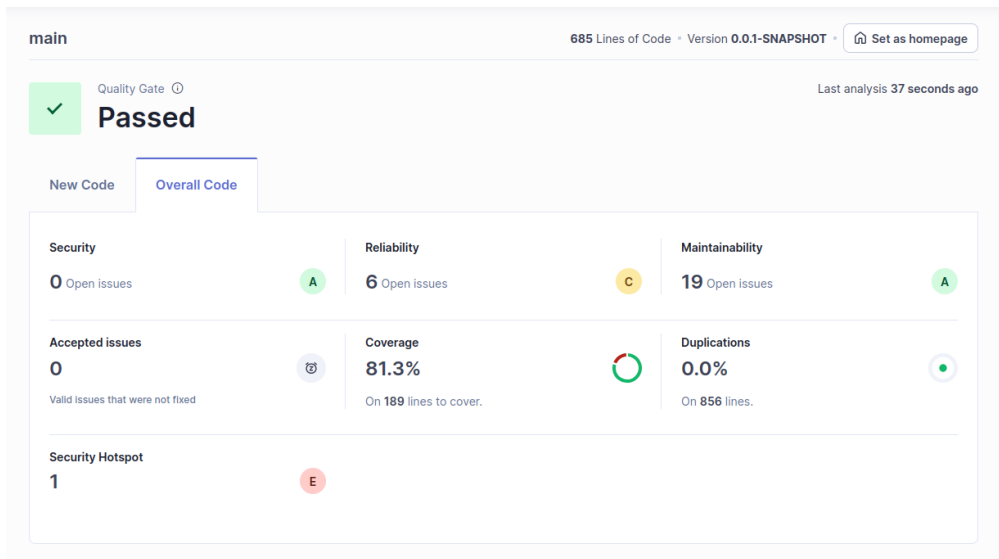 main
685 Lines of Code • Version 0.0.1-SNAPSHOT • Set as homepage
Quality Gate
Last analysis 37 seconds ago
Passed
New Code Overall Code
Security Reliability Maintainability
0 Open issues A 6 Open issues C 19 Open issues A
Accepted issues Coverage Duplications
0 81.3% 0.0%
Valid issues that were not fixed On 189 lines to cover. On 856 lines.
Security Hotspot
1 E